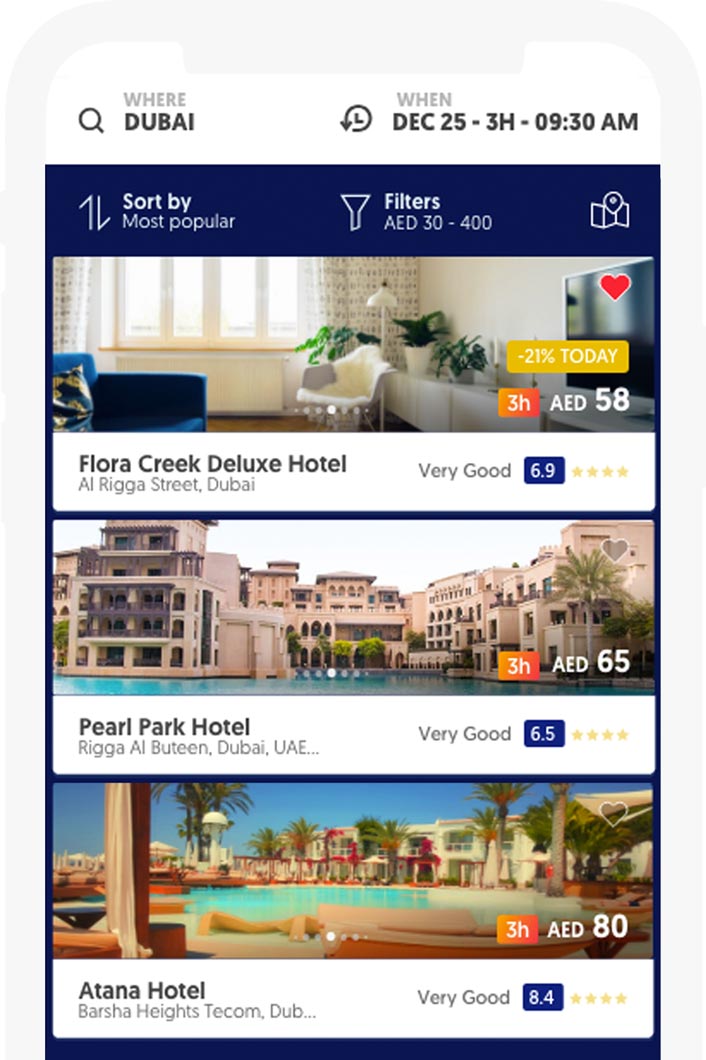 WHERE
DUBAI
WHEN
DEC 25 - 3H - 09:30 AM
Sort by
Most popular
Filters
AED 30 - 400
-21% TODAY
3h AED 58
Flora Creek Deluxe Hotel
Al Rigga Street, Dubai
Very Good 6.9
3h AED 65
Pearl Park Hotel
Rigga Al Buteen, Dubai, UAE...
Very Good 6.5
3h AED 80
Atana Hotel
Barsha Heights Tecom, Dub...
Very Good 8.4